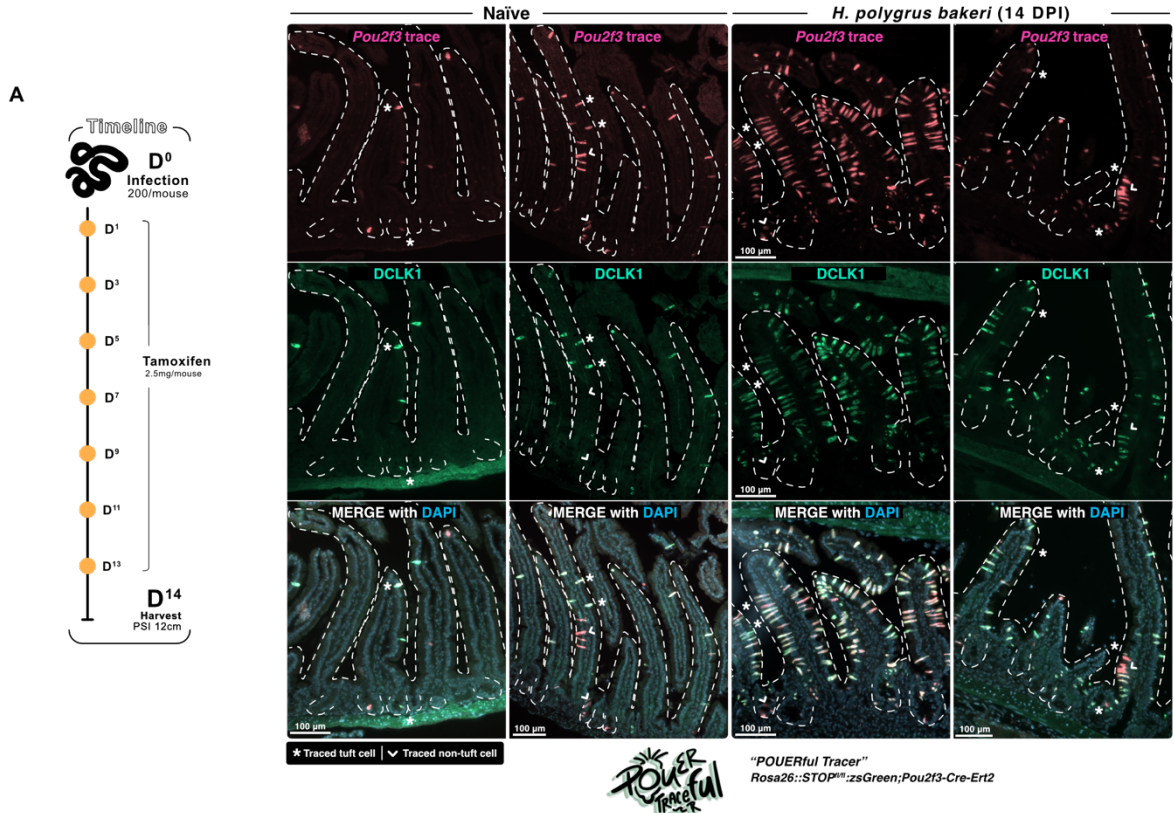 Naïve
H. polygrus bakeri (14 DPI)
A
Timeline
D⁰
Infection
200/mouse
D¹
D³
D⁵
D⁷
D⁹
D¹¹
D¹³
Tamoxifen
2.5mg/mouse
D¹⁴
Harvest
PSI 12cm
Pou2f3 trace
Pou2f3 trace
Pou2f3 trace
Pou2f3 trace
100 µm
100 µm
DCLK1
DCLK1
DCLK1
DCLK1
100 µm
MERGE with DAPI
MERGE with DAPI
MERGE with DAPI
MERGE with DAPI
100 µm
100 µm
100 µm
100 µm
* Traced tuft cell | ⌄ Traced non-tuft cell
POUER
ful
TRACE
"POUERful Tracer"
Rosa26::STOPfl/fl:zsGreen;Pou2f3-Cre-Ert2